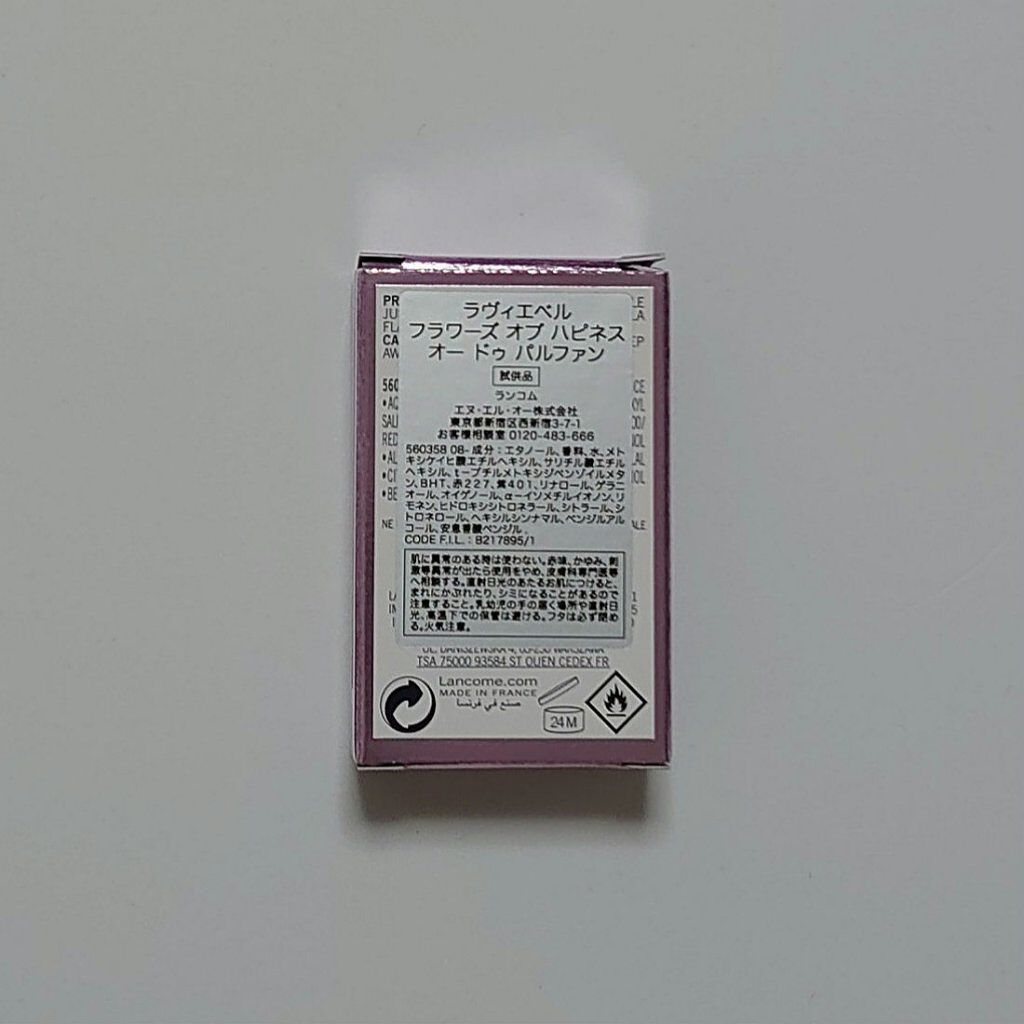 ラヴィエベル
フラワーズ オブ ハピネス
オー ドゥ パルファン
試供品
ランコム
エヌ・エル・オー株式会社
東京都新宿区西新宿3-7-1
お客様相談室 0120-483-666
560358 08- 成分：エタノール、香料、水、メト
キシケイヒ酸エチルヘキシル、サリチル酸エチル
ヘキシル、t-ブチルメトキシジベンゾイルメタ
ン、BHT、赤227、紫401、リナロール、ゲラニ
オール、オイゲノール、α-イソメチルイオノン、リ
モネン、ヒドロキシシトロネラール、シトラール、シ
トロネロール、ヘキシルシンナマル、ベンジルアル
コール、安息香酸ベンジル
CODE F.I.L. : B217895/1
肌に異常のある時は使わない。赤味、かゆみ、刺
激等異常が出たら使用をやめ、皮膚科専門医等
へ相談する。直射日光のあたるお肌につけると、
まれにかぶれたり、シミになることがあるので
注意すること。乳幼児の手の届く場所や直射日
光、高温下での保管は避ける。フタは必ず閉め
る。火気注意。
UL. DANISZEWSKA 4, 03-230 WARSZAWA
TSA 75000 93584 ST OUEN CEDEX FR
Lancome.com
MADE IN FRANCE
صنع في فرنسا
24 M